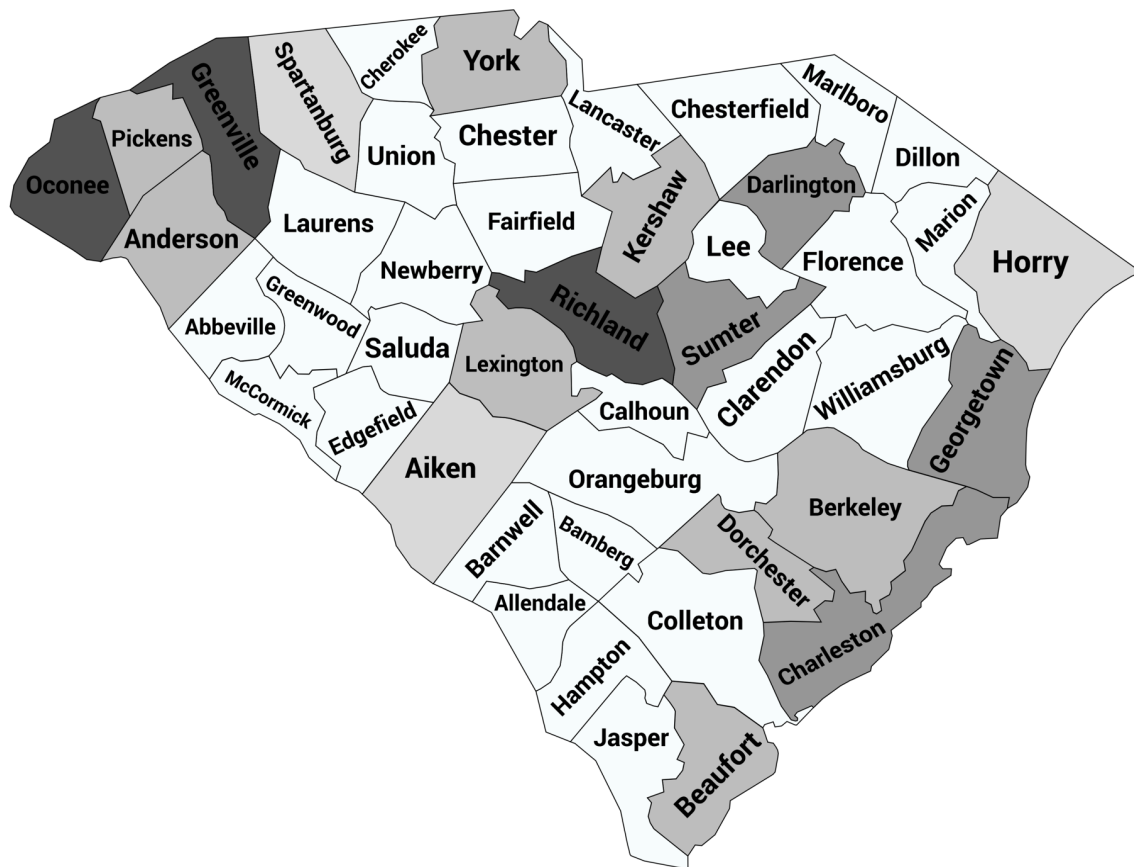 York
Cherokee
Spartanburg
Greenville
Marlboro
Chesterfield
Lancaster
Chester
Pickens
Union
Dillon
Oconee
Darlington
Kershaw
Marion
Laurens
Fairfield
Anderson
Lee
Florence
Horry
Newberry
Greenwood
Richland
Abbeville
Sumter
Saluda
Lexington
Clarendon
Williamsburg
Georgetown
McCormick
Edgefield
Calhoun
Aiken
Orangeburg
Berkeley
Barnwell
Bamberg
Dorchester
Allendale
Colleton
Charleston
Hampton
Jasper
Beaufort